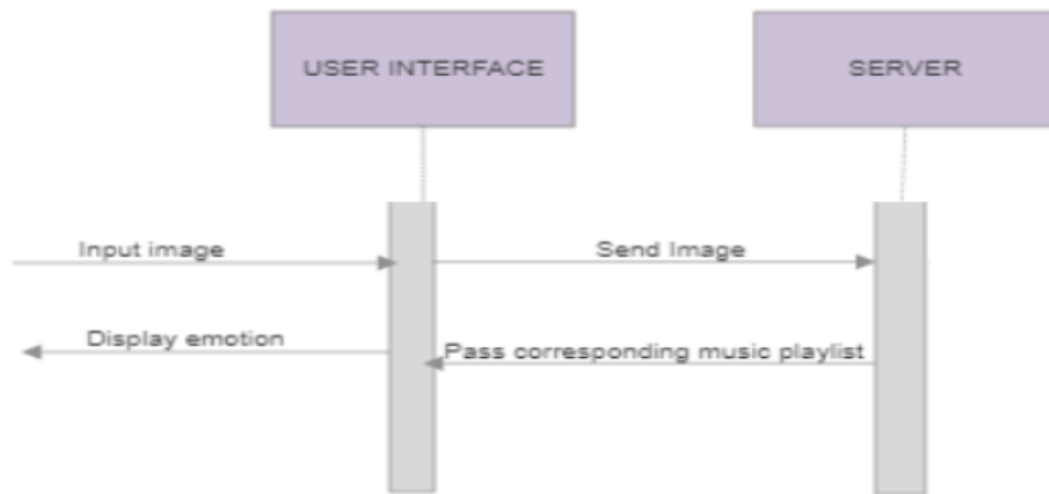 USER INTERFACE
SERVER
Input image
Send Image
Display emotion
Pass corresponding music playlist